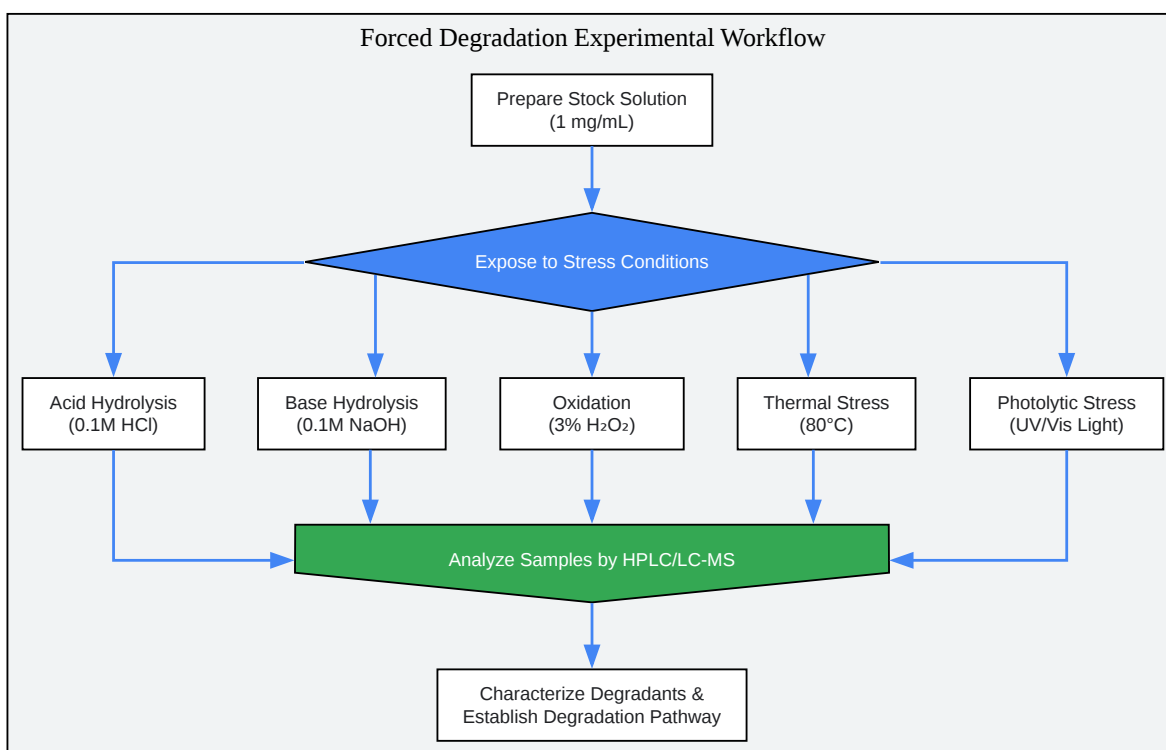 Forced Degradation Experimental Workflow
Prepare Stock Solution
(1 mg/mL)
Expose to Stress Conditions
Acid Hydrolysis
(0.1M HCl)
Base Hydrolysis
(0.1M NaOH)
Oxidation
(3% H₂O₂)
Thermal Stress
(80°C)
Photolytic Stress
(UV/Vis Light)
Analyze Samples by HPLC/LC-MS
Characterize Degradants &
Establish Degradation Pathway